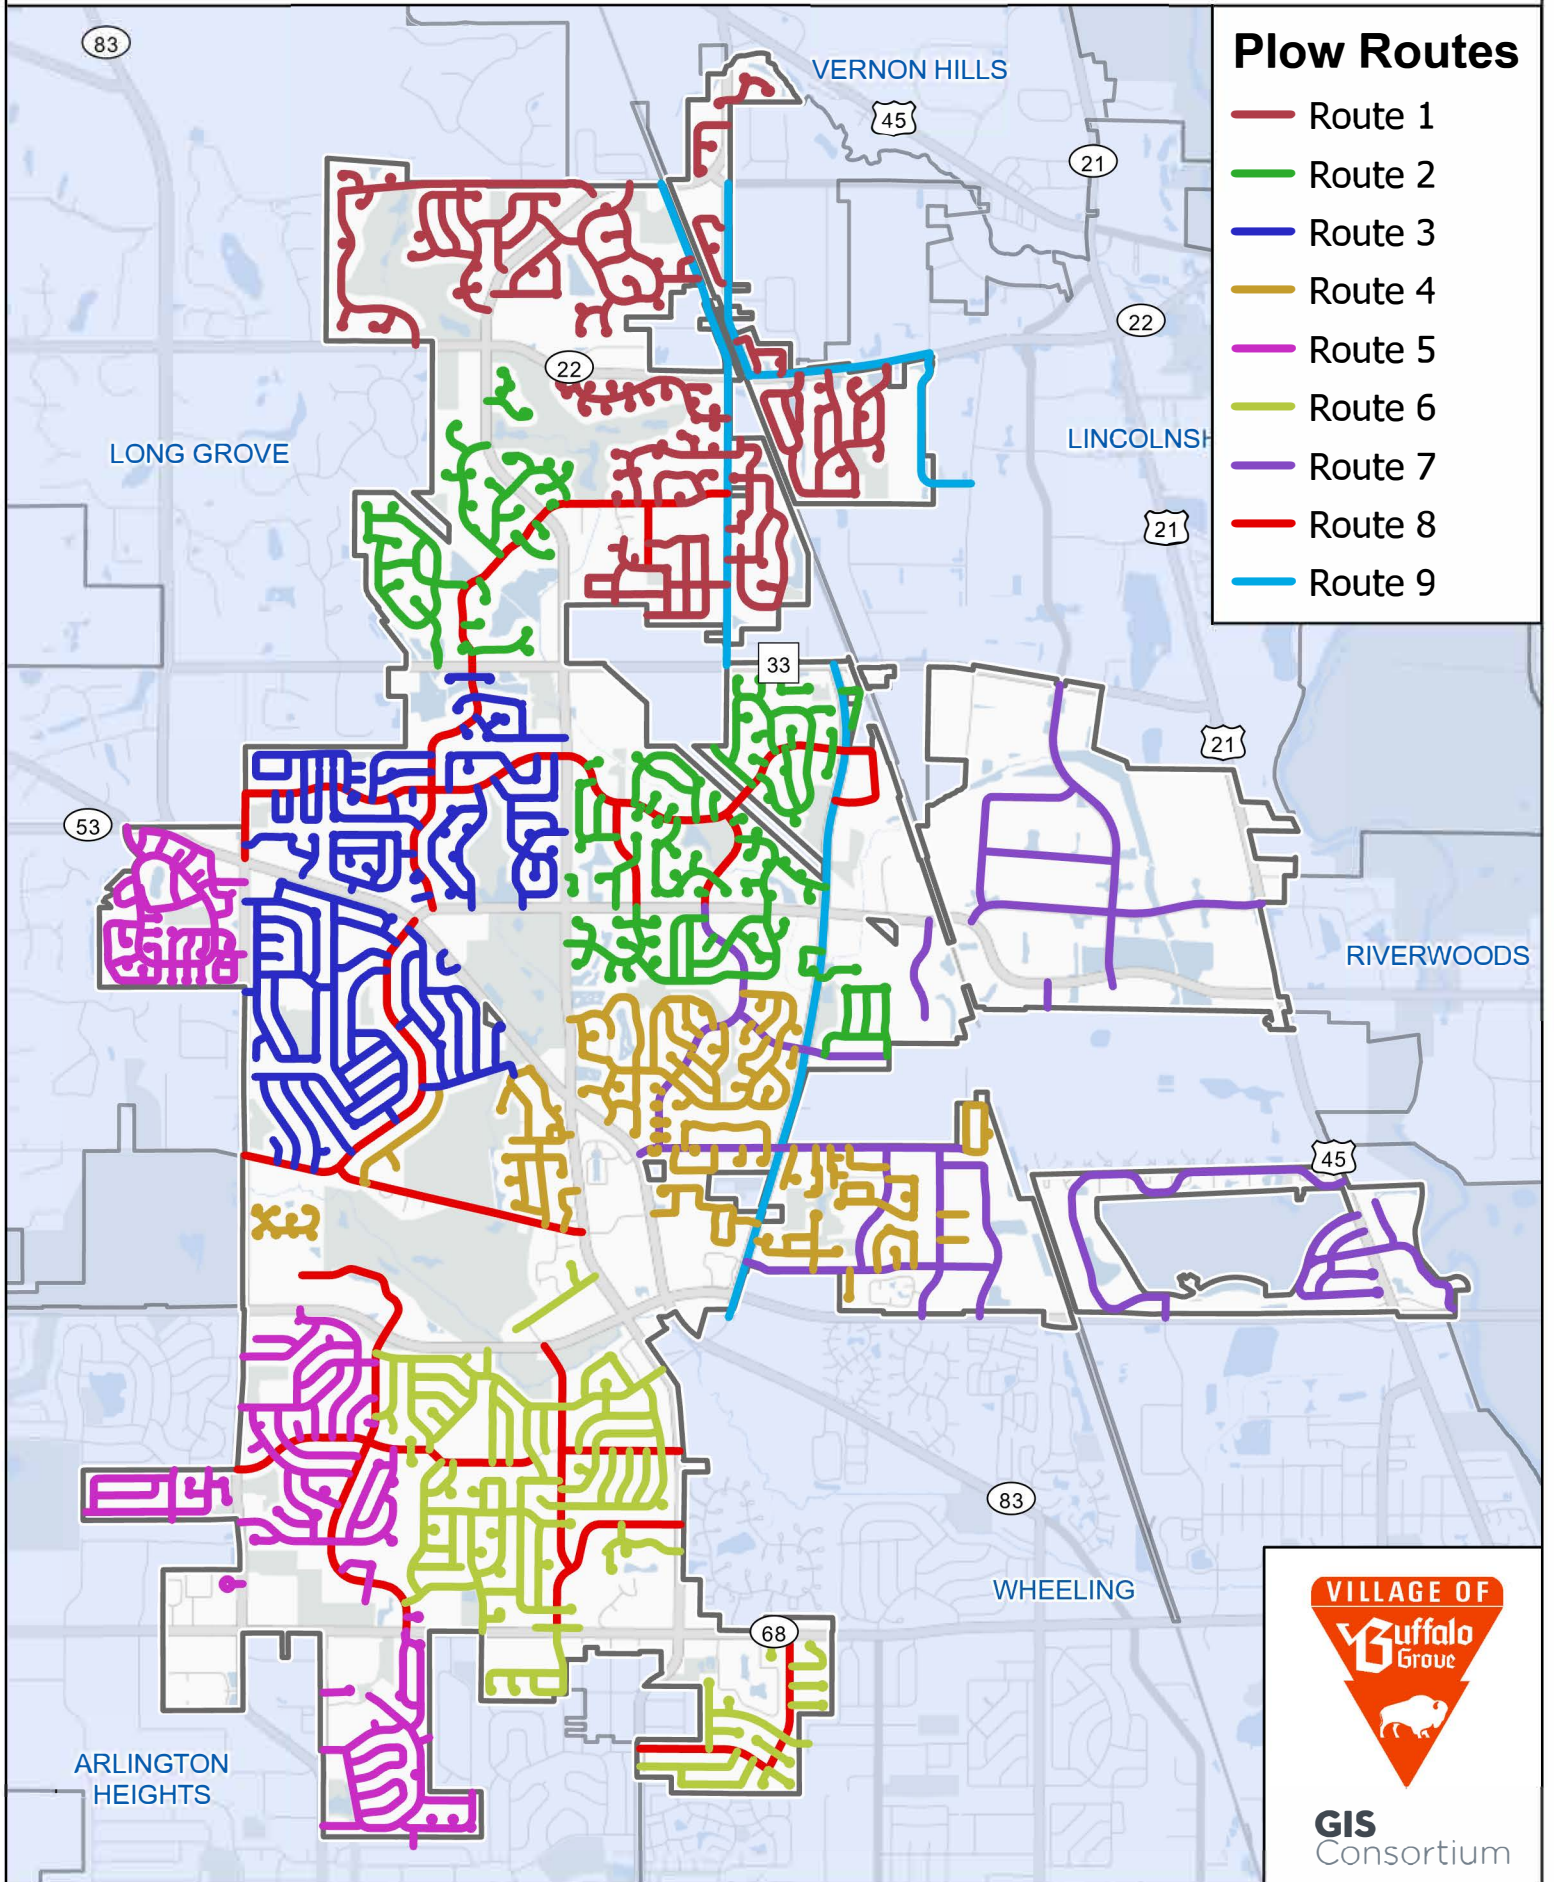 Plow Routes
Route 1
Route 2
Route 3
Route 4
Route 5
Route 6
Route 7
Route 8
Route 9
83
VERNON HILLS
45
21
22
22
LONG GROVE
LINCOLNSH
21
33
21
53
RIVERWOODS
45
83
WHEELING
68
ARLINGTON
HEIGHTS
VILLAGE OF
Buffalo
Grove
GIS
Consortium